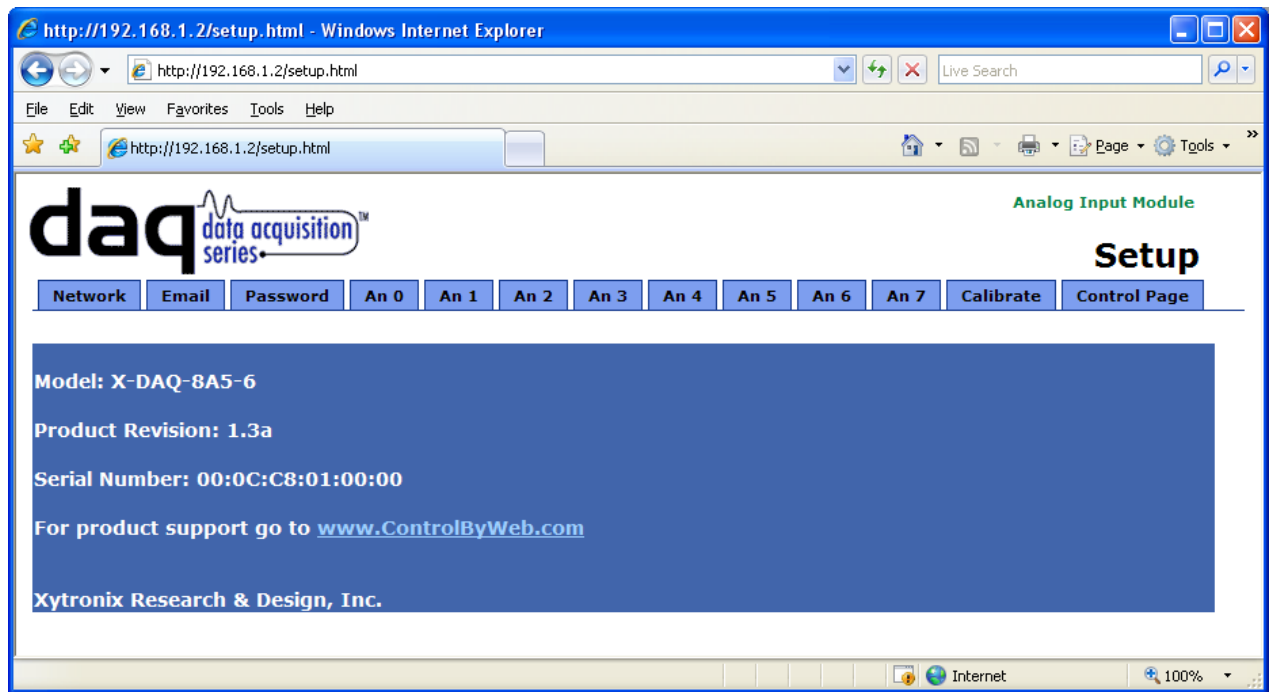 http://192.168.1.2/setup.html - Windows Internet Explorer
http://192.168.1.2/setup.html
Live Search
File Edit View Favorites Tools Help
http://192.168.1.2/setup.html
Page Tools »
daq data acquisition series™
Analog Input Module
Setup
Network Email Password An 0 An 1 An 2 An 3 An 4 An 5 An 6 An 7 Calibrate Control Page
Model: X-DAQ-8A5-6
Product Revision: 1.3a
Serial Number: 00:0C:C8:01:00:00
For product support go to www.ControlByWeb.com
Xytronix Research & Design, Inc.
Internet 100%